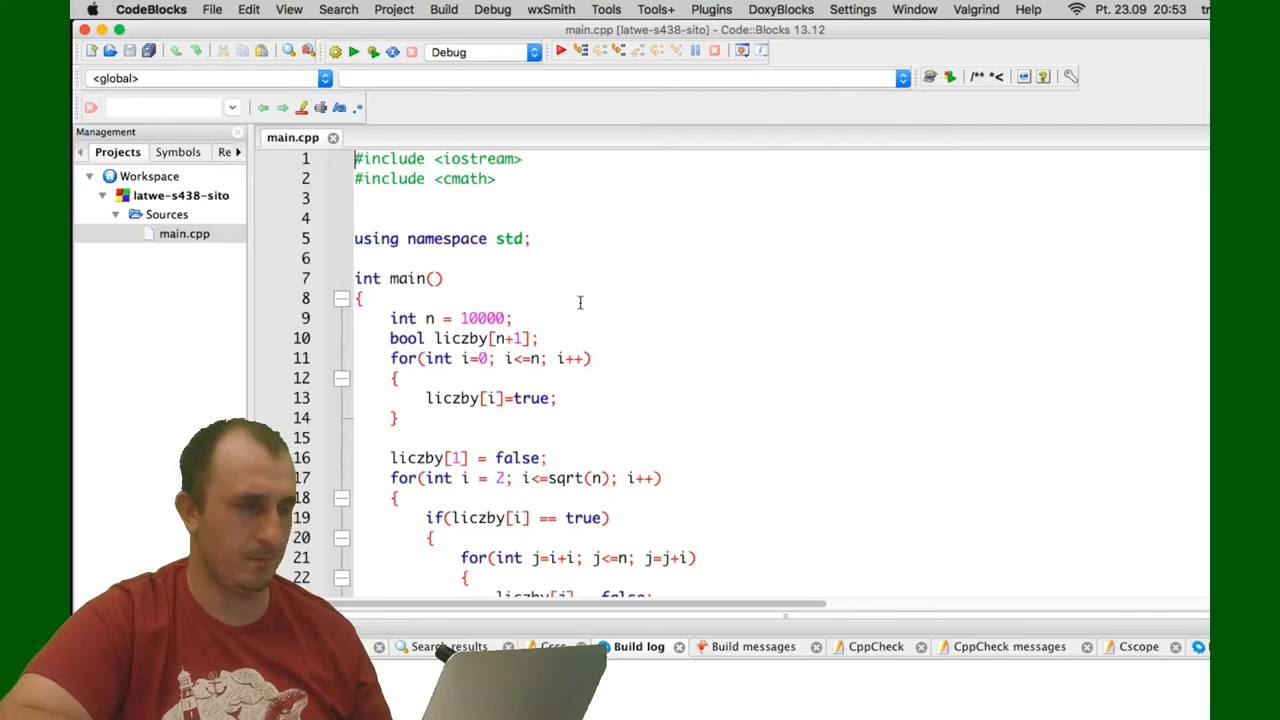 CodeBlocks File Edit View Search Project Build Debug wxSmith Tools Tools+ Plugins DoxyBlocks Settings Window Valgrind Help Pt. 23.09 20:53
main.cpp [latwe-s438-sito] - Code::Blocks 13.12
Debug
<global>
/** *<
Management
main.cpp
Projects Symbols Re
Workspace
latwe-s438-sito
Sources
main.cpp
1 #include <iostream>
2 #include <cmath>
3
4
5 using namespace std;
6
7 int main()
8 {
9 int n = 10000;
10 bool liczby[n+1];
11 for(int i=0; i<=n; i++)
12 {
13 liczby[i]=true;
14 }
15
16 liczby[1] = false;
17 for(int i = 2; i<=sqrt(n); i++)
18 {
19 if(liczby[i] == true)
20 {
21 for(int j=i+i; j<=n; j=j+i)
22 {
liczby[j] = false;
Search results Build log Build messages CppCheck CppCheck messages Cscope